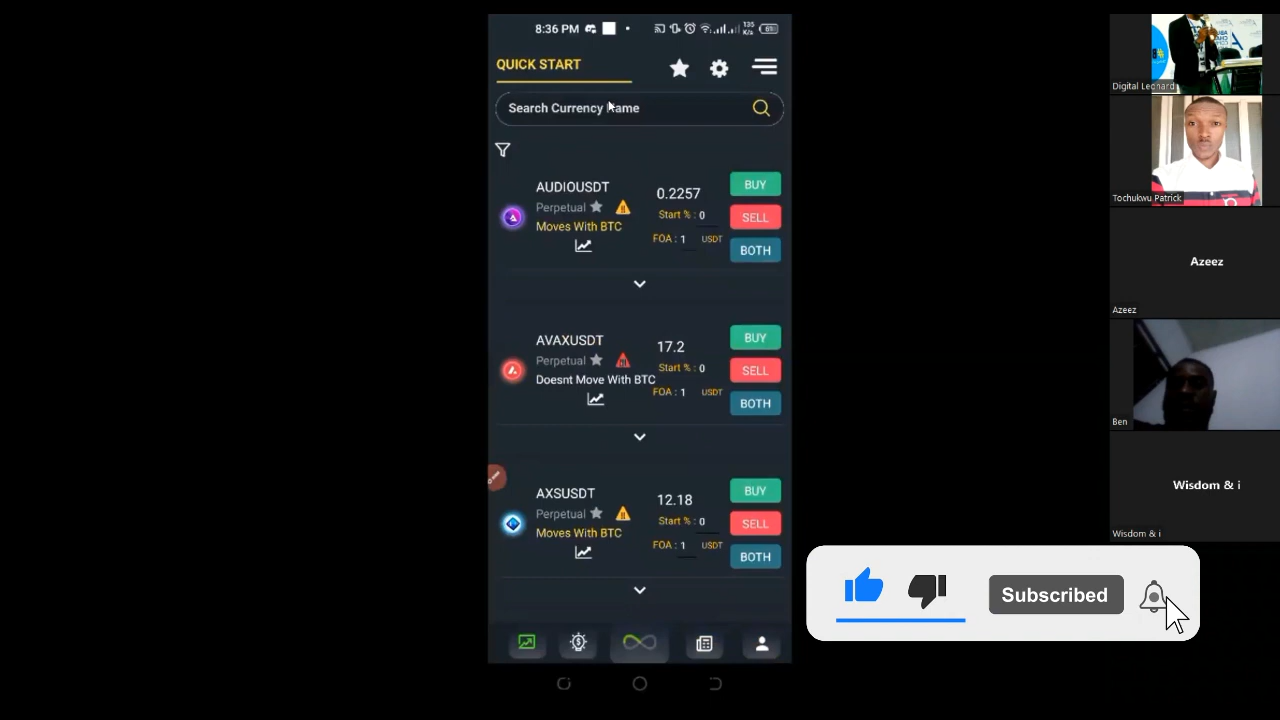 8:36 PM
135
K/s
69
QUICK START
Search Currency Name
AUDIOUSDT
Perpetual
Moves With BTC
0.2257
Start % : 0
FOA : 1 USDT
BUY
SELL
BOTH
AVAXUSDT
Perpetual
Doesnt Move With BTC
17.2
Start % : 0
FOA : 1 USDT
BUY
SELL
BOTH
AXSUSDT
Perpetual
Moves With BTC
12.18
Start % : 0
FOA : 1 USDT
BUY
SELL
BOTH
Digital Leonard
Tochukwu Patrick
Azeez
Azeez
Ben
Wisdom & i
Wisdom & i
Subscribed